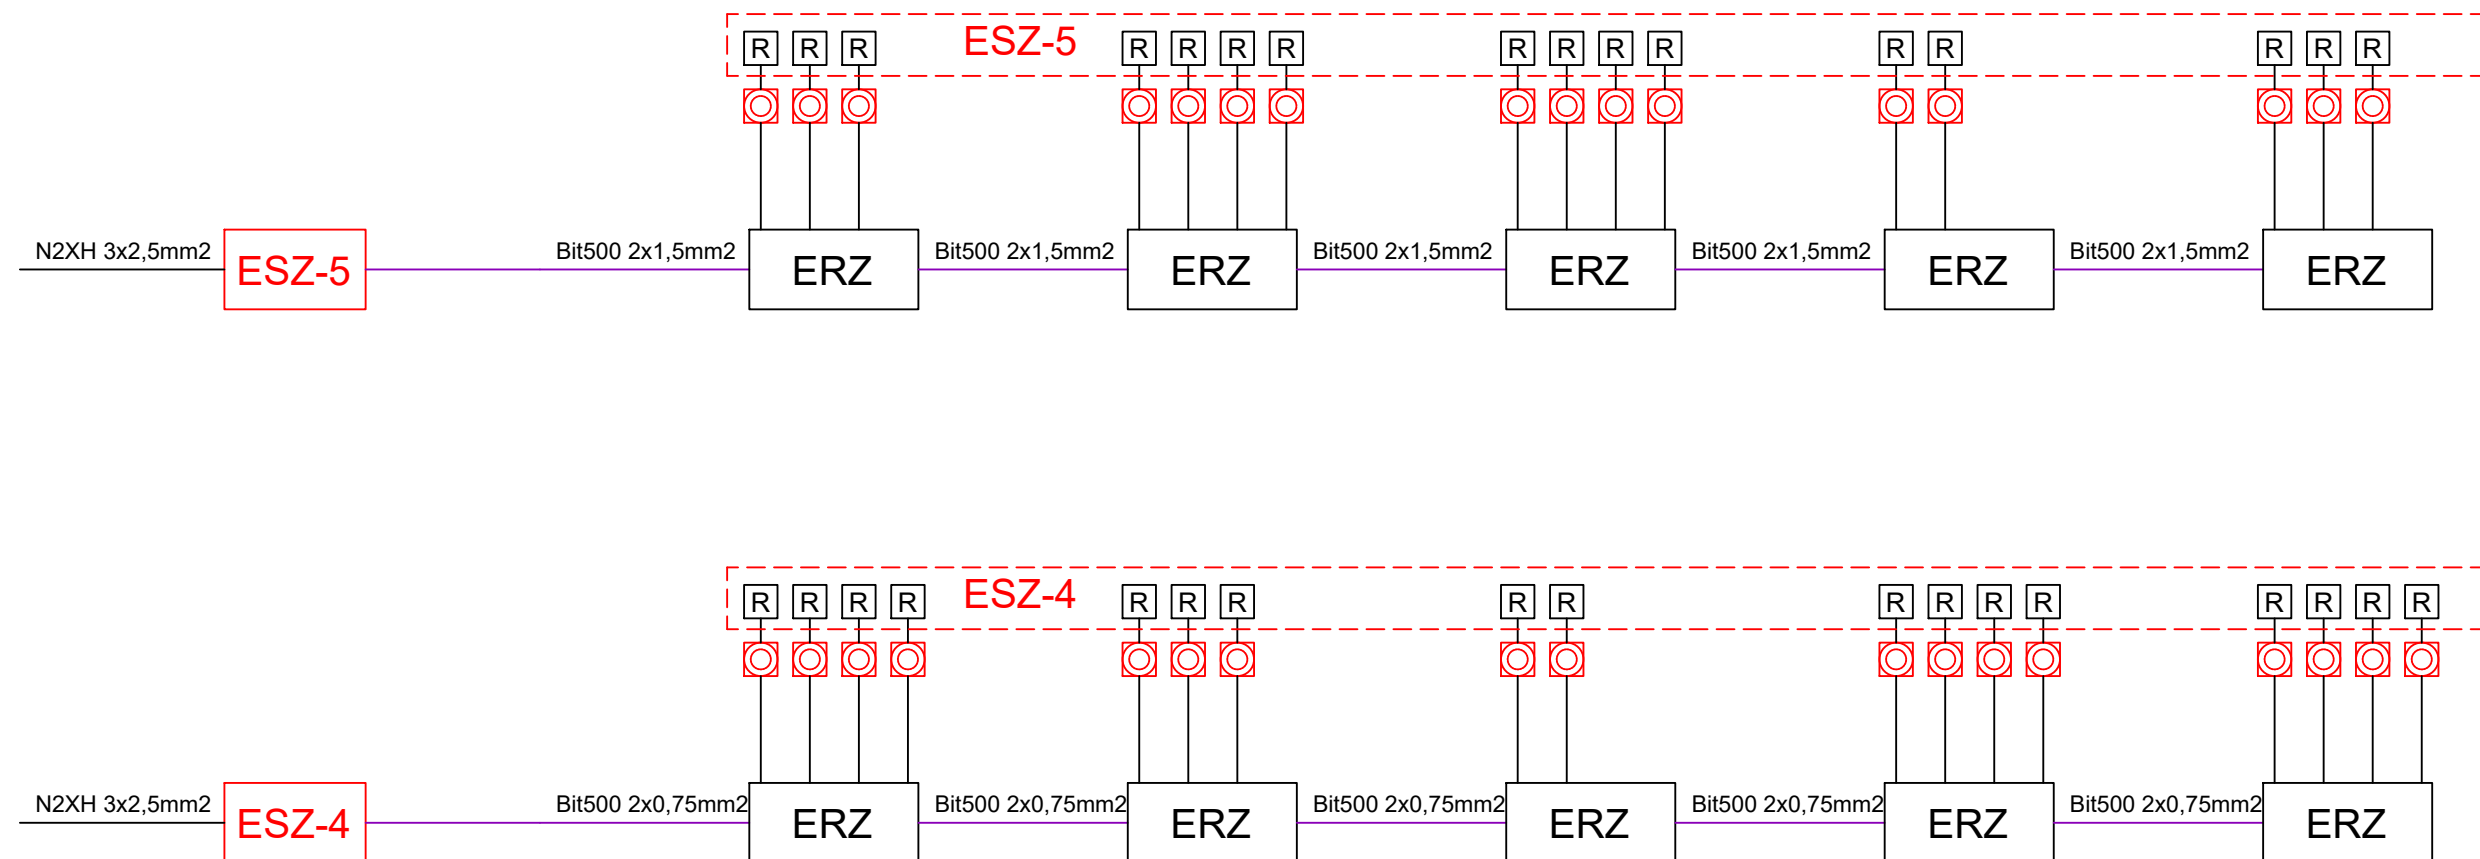 R R R ESZ-5 R R R R R R R R R R R R R
N2XH 3x2,5mm2 ESZ-5 Bit500 2x1,5mm2 ERZ Bit500 2x1,5mm2 ERZ Bit500 2x1,5mm2 ERZ Bit500 2x1,5mm2 ERZ Bit500 2x1,5mm2 ERZ
R R R R ESZ-4 R R R R R R R R R R R R R
N2XH 3x2,5mm2 ESZ-4 Bit500 2x0,75mm2 ERZ Bit500 2x0,75mm2 ERZ Bit500 2x0,75mm2 ERZ Bit500 2x0,75mm2 ERZ Bit500 2x0,75mm2 ERZ